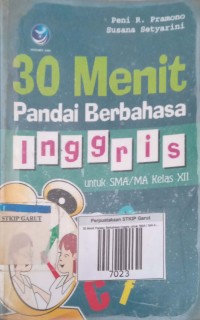 Peni R. Pramono
Susana Setyarini
30 Menit
Pandai Berbahasa
Inggris
untuk SMA/MA Kelas XII
STKIP GARUT
Perpustakaan STKIP Garut
7023